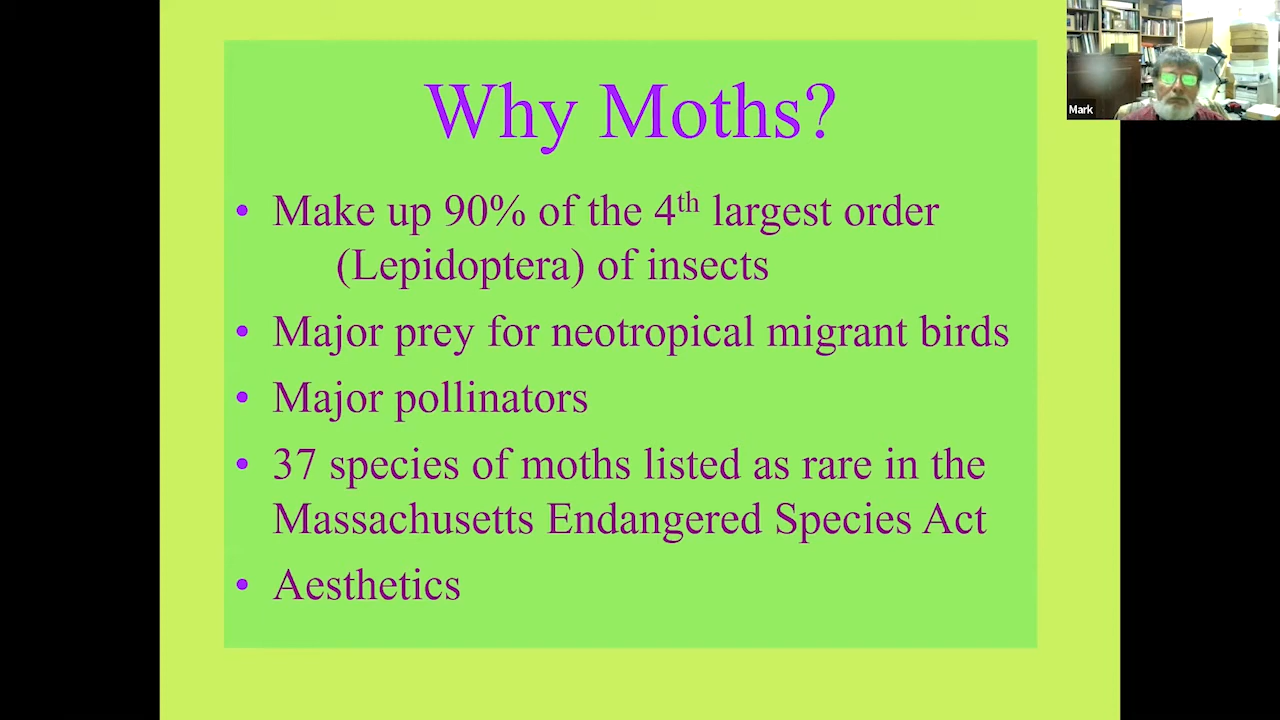 Why Moths?
• Make up 90% of the 4th largest order
(Lepidoptera) of insects
• Major prey for neotropical migrant birds
• Major pollinators
• 37 species of moths listed as rare in the
Massachusetts Endangered Species Act
• Aesthetics
Mark